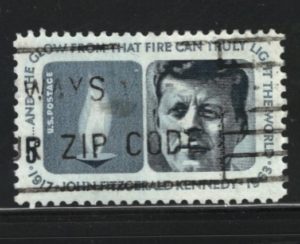 ...AND THE GLOW FROM THAT FIRE CAN TRULY LIGHT THE WORLD
U.S. POSTAGE
WAYS
UR ZIP CODE
1917 · JOHN FITZGERALD KENNEDY · 1963